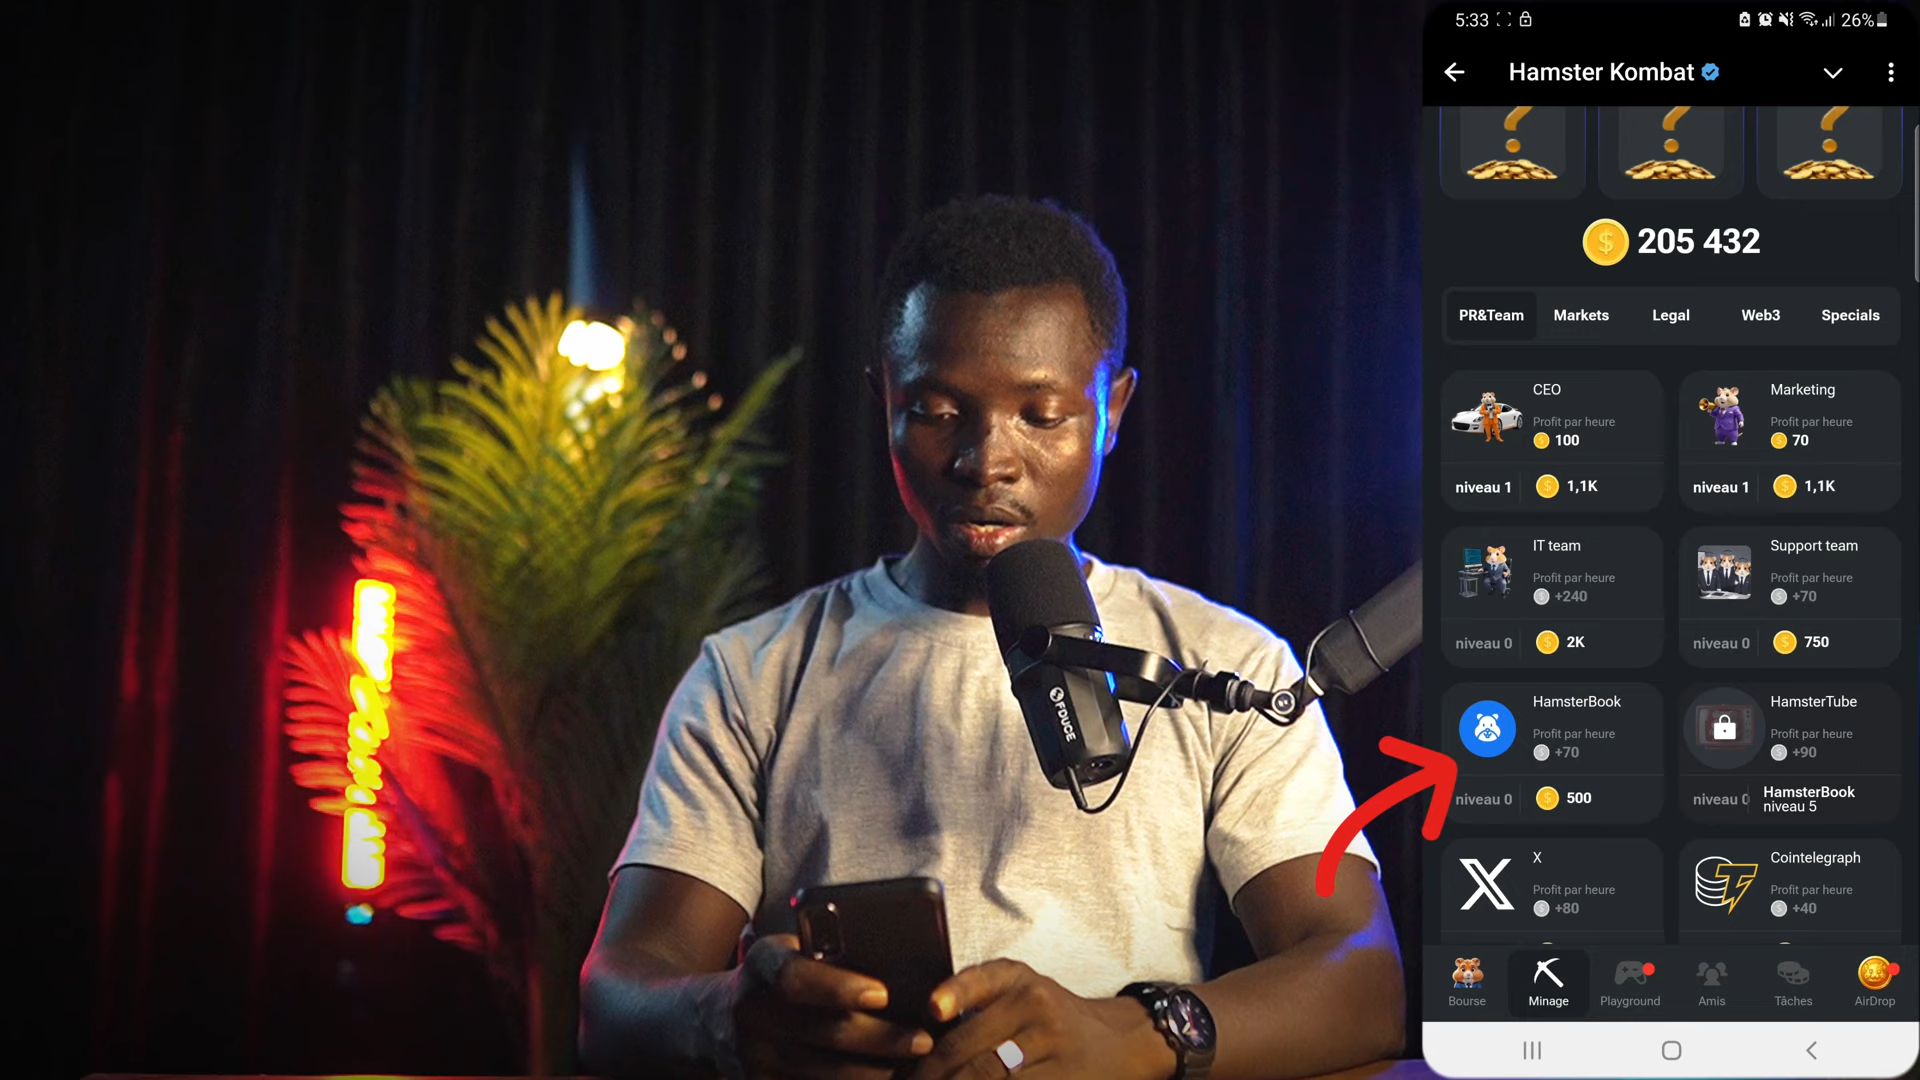 5:33
26%
Hamster Kombat
205 432
PR&Team
Markets
Legal
Web3
Specials
CEO
Profit par heure
100
niveau 1
1,1K
Marketing
Profit par heure
70
niveau 1
1,1K
IT team
Profit par heure
+240
niveau 0
2K
Support team
Profit par heure
+70
niveau 0
750
HamsterBook
Profit par heure
+70
niveau 0
500
HamsterTube
Profit par heure
+90
niveau 0
HamsterBook
niveau 5
X
Profit par heure
+80
Cointelegraph
Profit par heure
+40
Bourse
Minage
Playground
Amis
Tâches
AirDrop
FDUCE